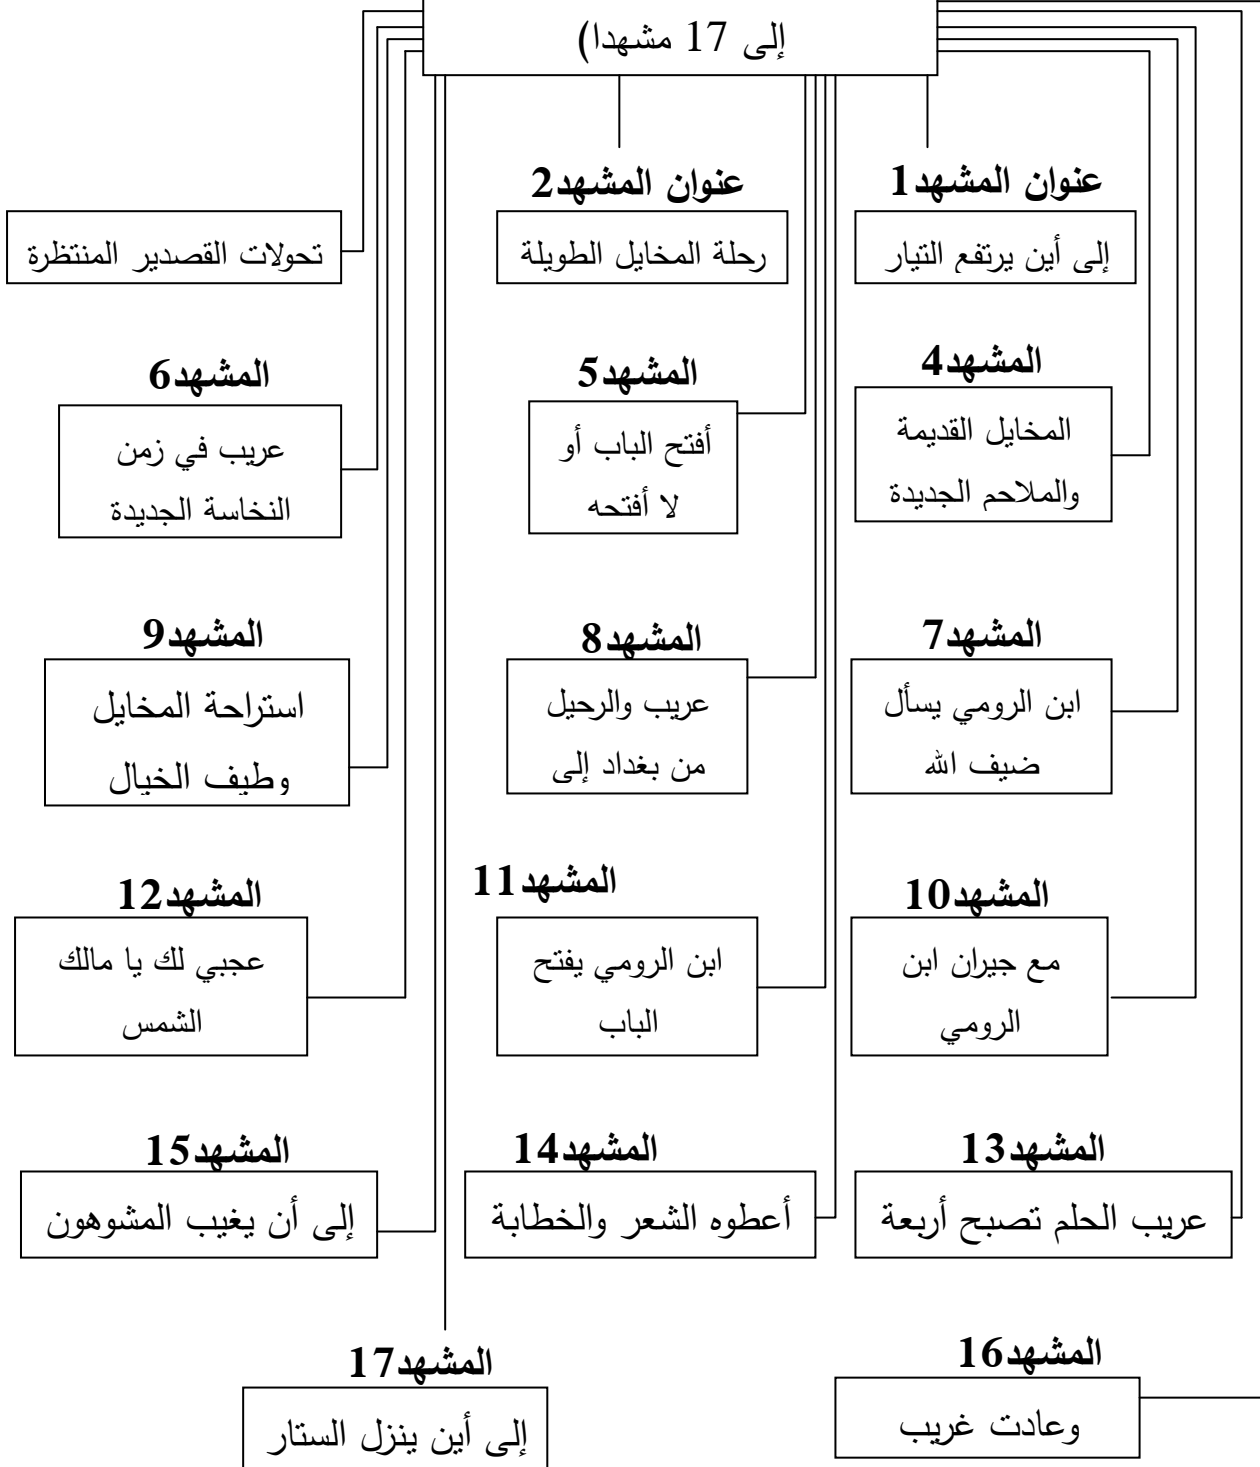 إلى 17 مشهدا)
عنوان المشهد1
إلى أين يرتفع التيار
عنوان المشهد2
رحلة المخايل الطويلة
تحولات القصدير المنتظرة
المشهد4
المخايل القديمة
والملاحم الجديدة
المشهد5
أفتح الباب أو
لا أفتحه
المشهد6
عريب في زمن
النخاسة الجديدة
المشهد7
ابن الرومي يسأل
ضيف الله
المشهد8
عريب والرحيل
من بغداد إلى
المشهد9
استراحة المخايل
وطيف الخيال
المشهد10
مع جيران ابن
الرومي
المشهد11
ابن الرومي يفتح
الباب
المشهد12
عجبي لك يا مالك
الشمس
المشهد13
عريب الحلم تصبح أربعة
المشهد14
أعطوه الشعر والخطابة
المشهد15
إلى أن يغيب المشوهون
المشهد16
وعادت غريب
المشهد17
إلى أين ينزل الستار